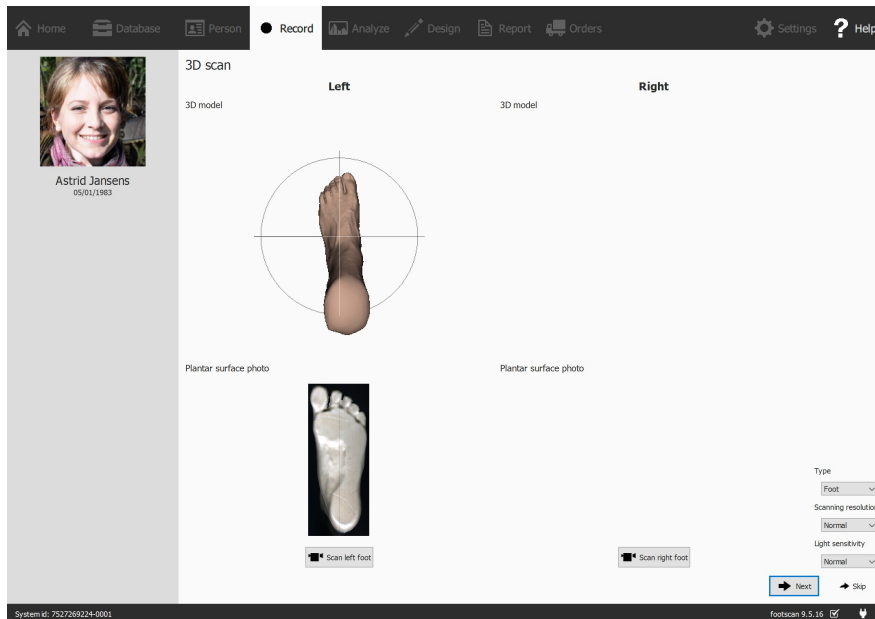 Home Database Person Record Analyze Design Report Orders Settings Help
3D scan
Left Right
3D model 3D model
Astrid Jansens
05/01/1983
Plantar surface photo Plantar surface photo
Type
Foot
Scanning resolution
Normal
Light sensitivity
Scan left foot Scan right foot Normal
Next Skip
System id: 7527269224-0001 footscan 9.5.16